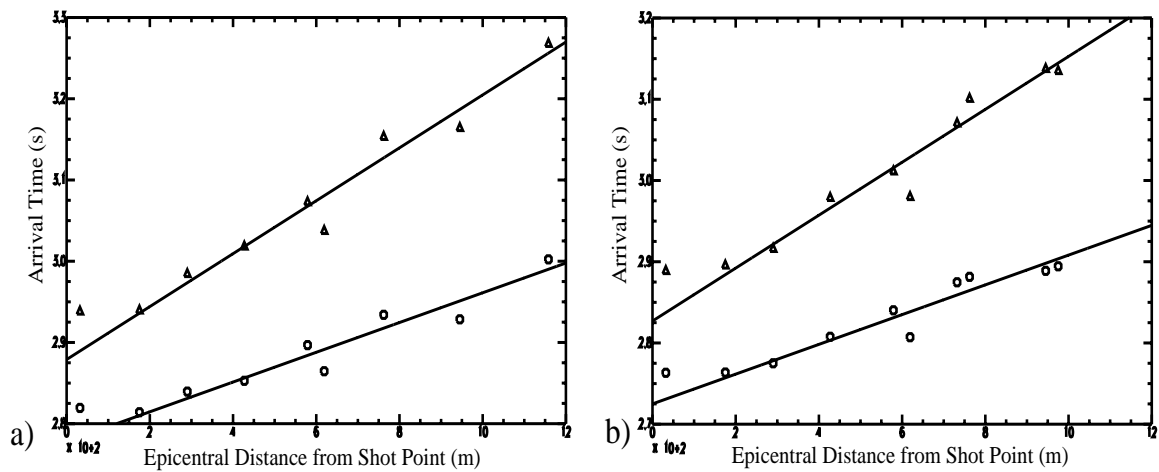 3.3
3.2
3.1
3.0
2.9
2.8
Arrival Time (s)
0 2 4 6 8 10 12
x 10+2
Epicentral Distance from Shot Point (m)
a)
3.2
3.1
3.0
2.9
2.8
2.7
Arrival Time (s)
0 2 4 6 8 10 12
x 10+2
Epicentral Distance from Shot Point (m)
b)